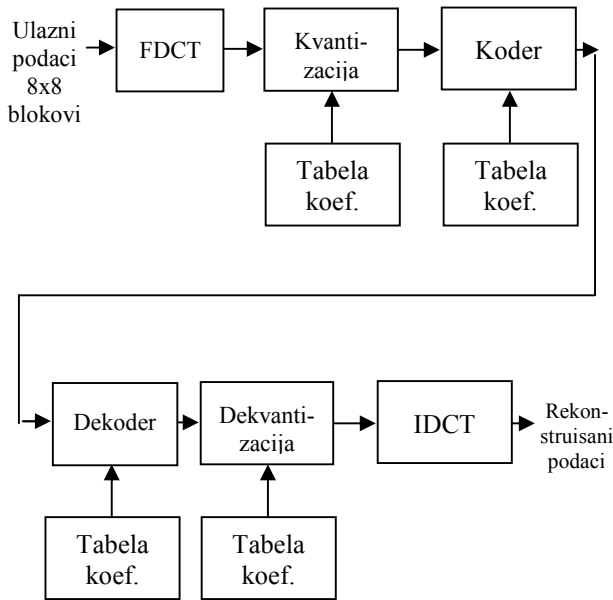 Ulazni
podaci
8x8
blokovi
FDCT
Kvanti-
zacija
Koder
Tabela
koef.
Tabela
koef.
Dekoder
Dekvanti-
zacija
IDCT
Rekon-
struisani
podaci
Tabela
koef.
Tabela
koef.